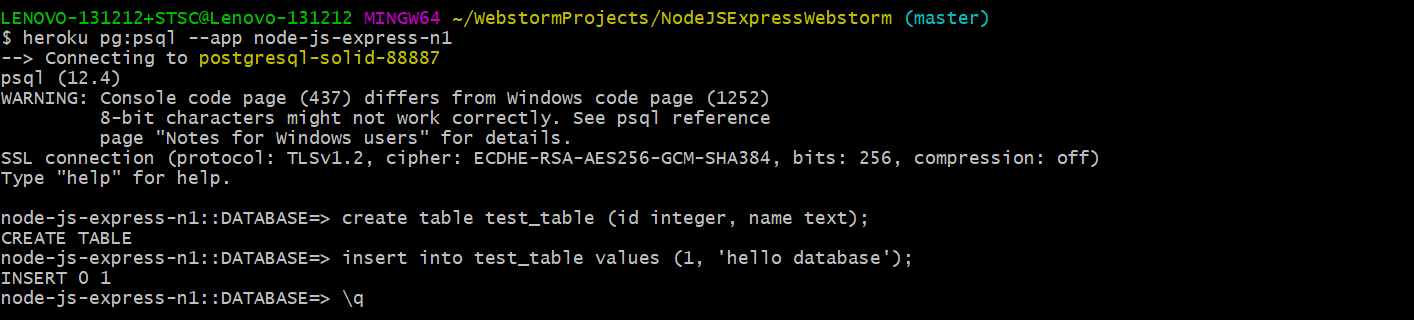 LENOVO-131212+STSC@Lenovo-131212 MINGW64 ~/WebstormProjects/NodeJSExpressWebstorm (master)
$ heroku pg:psql --app node-js-express-n1
--> Connecting to postgresql-solid-88887
psql (12.4)
WARNING: Console code page (437) differs from Windows code page (1252)
         8-bit characters might not work correctly. See psql reference
         page "Notes for Windows users" for details.
SSL connection (protocol: TLSv1.2, cipher: ECDHE-RSA-AES256-GCM-SHA384, bits: 256, compression: off)
Type "help" for help.

node-js-express-n1::DATABASE=> create table test_table (id integer, name text);
CREATE TABLE
node-js-express-n1::DATABASE=> insert into test_table values (1, 'hello database');
INSERT 0 1
node-js-express-n1::DATABASE=> \q